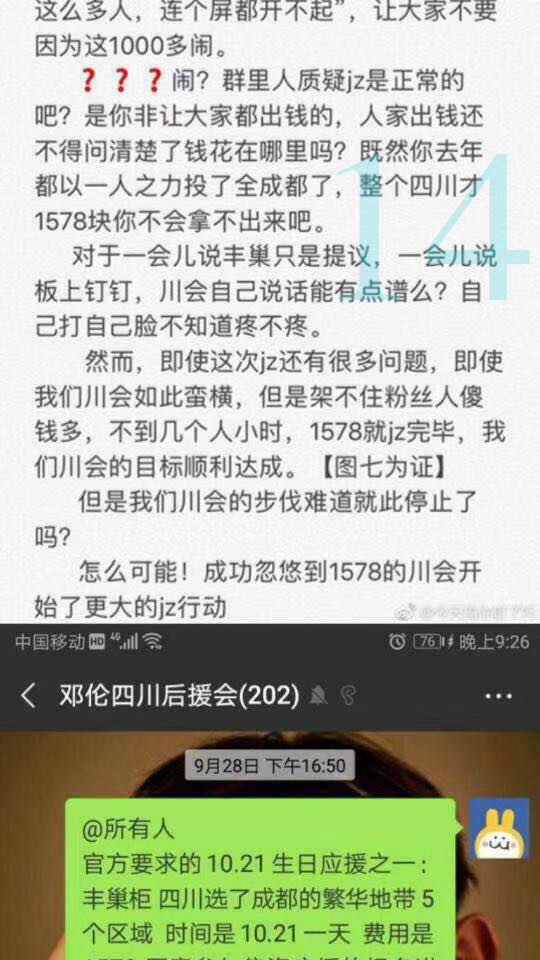 这么多人，连个屏都开不起”，让大家不要
因为这1000多闹。
❓❓❓闹？群里人质疑jz是正常的
吧？是你非让大家都出钱的，人家出钱还
不得问清楚了钱花在哪里吗？既然你去年
都以一人之力投了全成都了，整个四川才
1578块你不会拿不出来吧。
对于一会儿说丰巢只是提议，一会儿说
板上钉钉，川会自己说话能有点谱么？自
己打自己脸不知道疼不疼。
然而，即使这次jz还有很多问题，即使
我们川会如此蛮横，但是架不住粉丝人傻
钱多，不到几个人小时，1578就jz完毕，我
们川会的目标顺利达成。【图七为证】
但是我们川会的步伐难道就此停止了
吗？
怎么可能！成功忽悠到1578的川会开
始了更大的jz行动
14
中国移动 HD 4G 76 晚上9:26
邓伦四川后援会(202)
9月28日 下午16:50
@所有人
官方要求的 10.21 生日应援之一：
丰巢柜 四川选了成都的繁华地带 5
个区域 时间是 10.21 一天 费用是